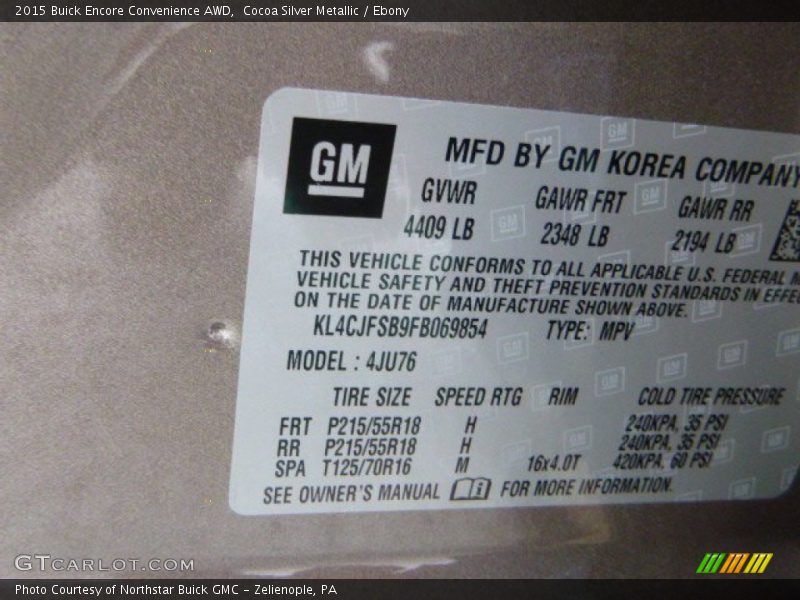 2015 Buick Encore Convenience AWD,  Cocoa Silver Metallic / Ebony
GM
MFD BY GM KOREA COMPANY
GVWR GAWR FRT GAWR RR
4409 LB 2348 LB 2194 LB
THIS VEHICLE CONFORMS TO ALL APPLICABLE U.S. FEDERAL M
VEHICLE SAFETY AND THEFT PREVENTION STANDARDS IN EFFE
ON THE DATE OF MANUFACTURE SHOWN ABOVE.
KL4CJFSB9FB069854 TYPE: MPV
MODEL : 4JU76
TIRE SIZE SPEED RTG RIM COLD TIRE PRESSURE
FRT P215/55R18 H 240KPA, 35 PSI
RR P215/55R18 H 240KPA, 35 PSI
SPA T125/70R16 M 16x4.0T 420KPA, 60 PSI
SEE OWNER'S MANUAL FOR MORE INFORMATION.
GTCARLOT.COM
Photo Courtesy of Northstar Buick GMC – Zelienople, PA